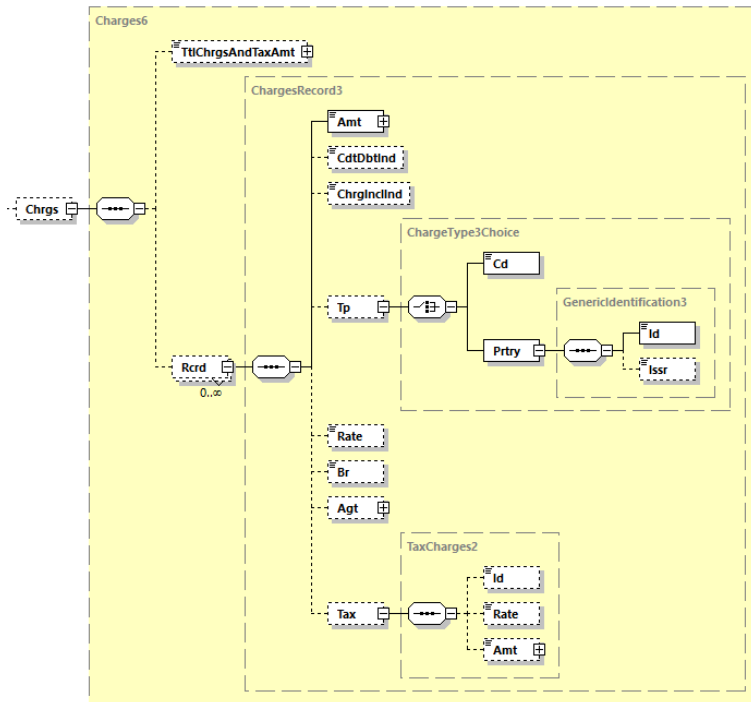 Charges6
TtlChrgsAndTaxAmt
ChargesRecord3
Amt
CdtDbtInd
ChrgInclInd
Chrgs
ChargeType3Choice
Cd
Tp
GenericIdentification3
Id
Prtry
Issr
Rcrd
0..∞
Rate
Br
Agt
TaxCharges2
Id
Tax
Rate
Amt